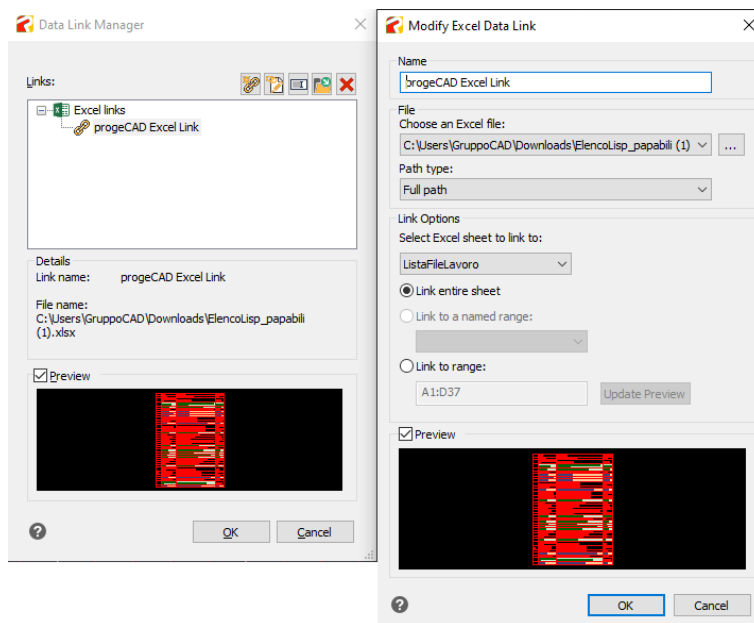 Data Link Manager
Links:
Excel links
progeCAD Excel Link
Details
Link name: progeCAD Excel Link
File name:
C:\Users\GruppoCAD\Downloads\ElencoLisp_papabili
(1).xlsx
Preview
OK Cancel
Modify Excel Data Link
Name
progeCAD Excel Link
File
Choose an Excel file:
C:\Users\GruppoCAD\Downloads\ElencoLisp_papabili (1) ...
Path type:
Full path
Link Options
Select Excel sheet to link to:
ListaFileLavoro
Link entire sheet
Link to a named range:
Link to range:
A1:D37 Update Preview
Preview
OK Cancel